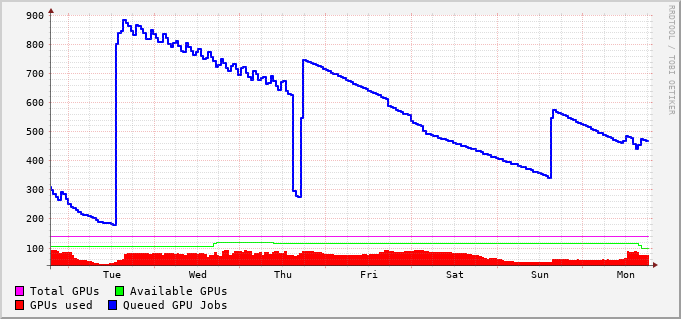 900
800
700
600
500
400
300
200
100
Tue Wed Thu Fri Sat Sun Mon
Total GPUs Available GPUs
GPUs used Queued GPU Jobs
RRDTOOL / TOBI OETIKER